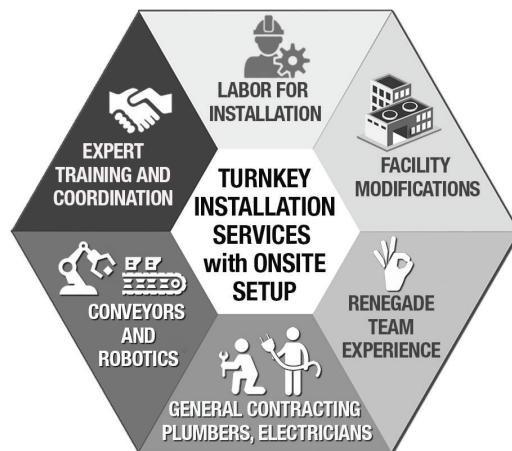 LABOR FOR
INSTALLATION
FACILITY
MODIFICATIONS
RENEGADE
TEAM
EXPERIENCE
GENERAL CONTRACTING
PLUMBERS, ELECTRICIANS
CONVEYORS
AND
ROBOTICS
EXPERT
TRAINING AND
COORDINATION
TURNKEY
INSTALLATION
SERVICES
with ONSITE
SETUP